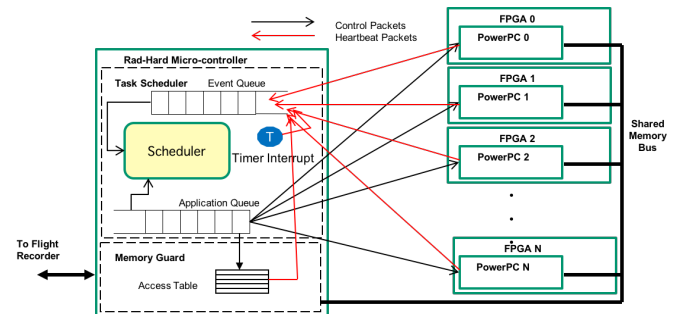 Control Packets
Heartbeat Packets
FPGA 0
PowerPC 0
Rad-Hard Micro-controller
Task Scheduler
Event Queue
FPGA 1
PowerPC 1
T
Timer Interrupt
Scheduler
FPGA 2
PowerPC 2
Shared
Memory
Bus
Application Queue
To Flight
Recorder
Memory Guard
Access Table
FPGA N
PowerPC N